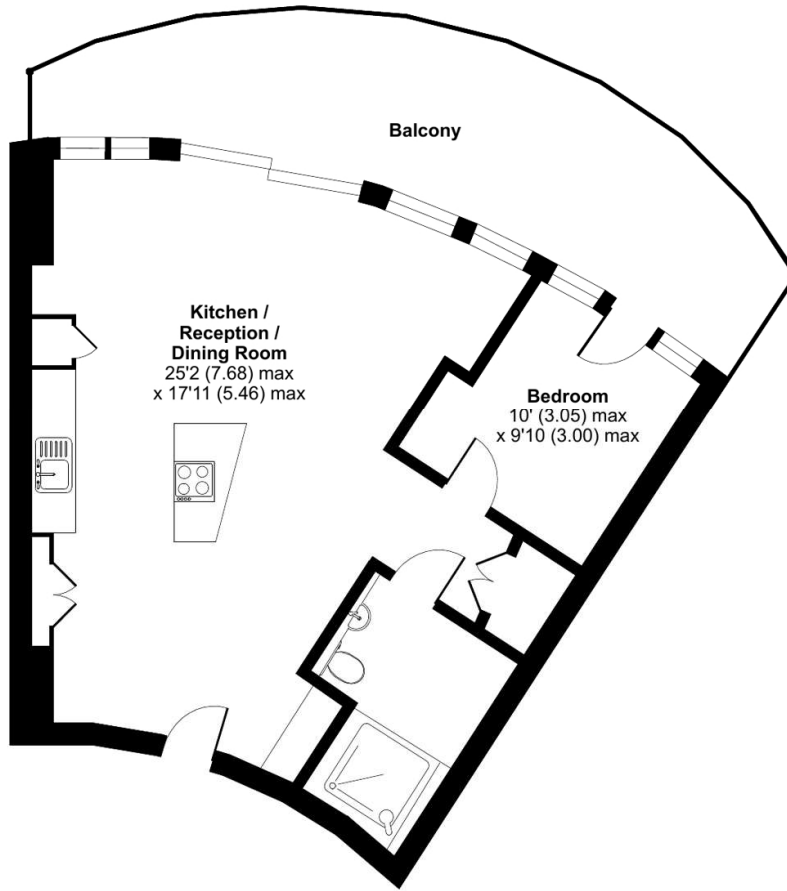 Balcony
Kitchen /
Reception /
Dining Room
25'2 (7.68) max
x 17'11 (5.46) max
Bedroom
10' (3.05) max
x 9'10 (3.00) max